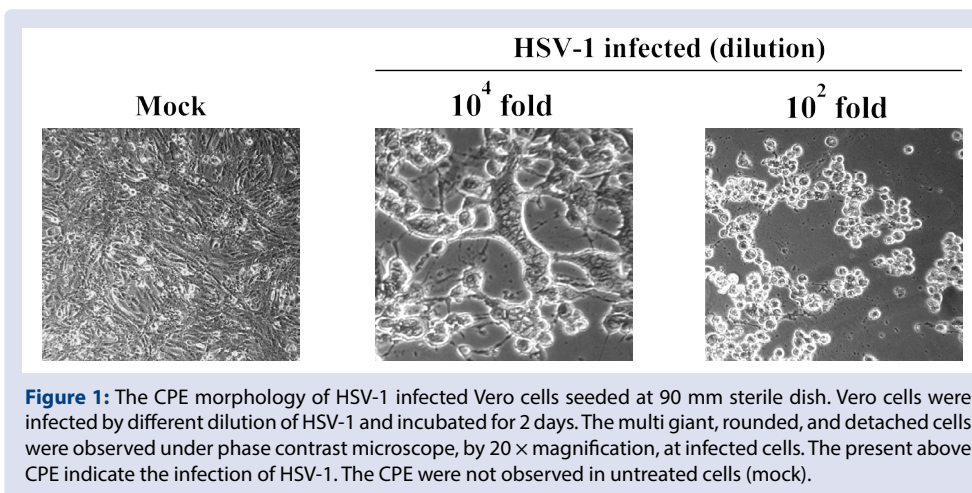 HSV-1 infected (dilution)
Mock
10⁴ fold
10² fold
Figure 1: The CPE morphology of HSV-1 infected Vero cells seeded at 90 mm sterile dish. Vero cells were
infected by different dilution of HSV-1 and incubated for 2 days. The multi giant, rounded, and detached cells
were observed under phase contrast microscope, by 20 × magnification, at infected cells. The present above
CPE indicate the infection of HSV-1. The CPE were not observed in untreated cells (mock).